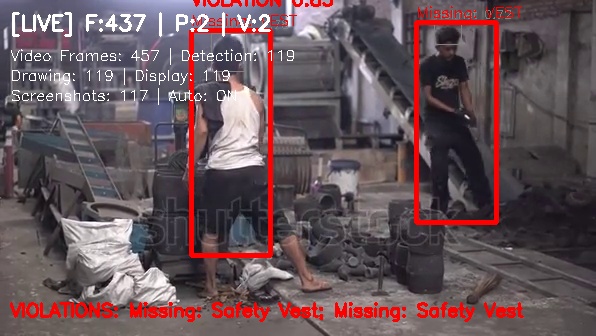 VIOLATION 0.83
[LIVE] F:437 | P:2 V:2
Missing: 0.72
Video Frames: 457 | Detection: 119
Drawing: 119 | Display: 119
Screenshots: 117 | Auto: ON
shutterstock
VIOLATIONS: Missing: Safety Vest; Missing: Safety Vest